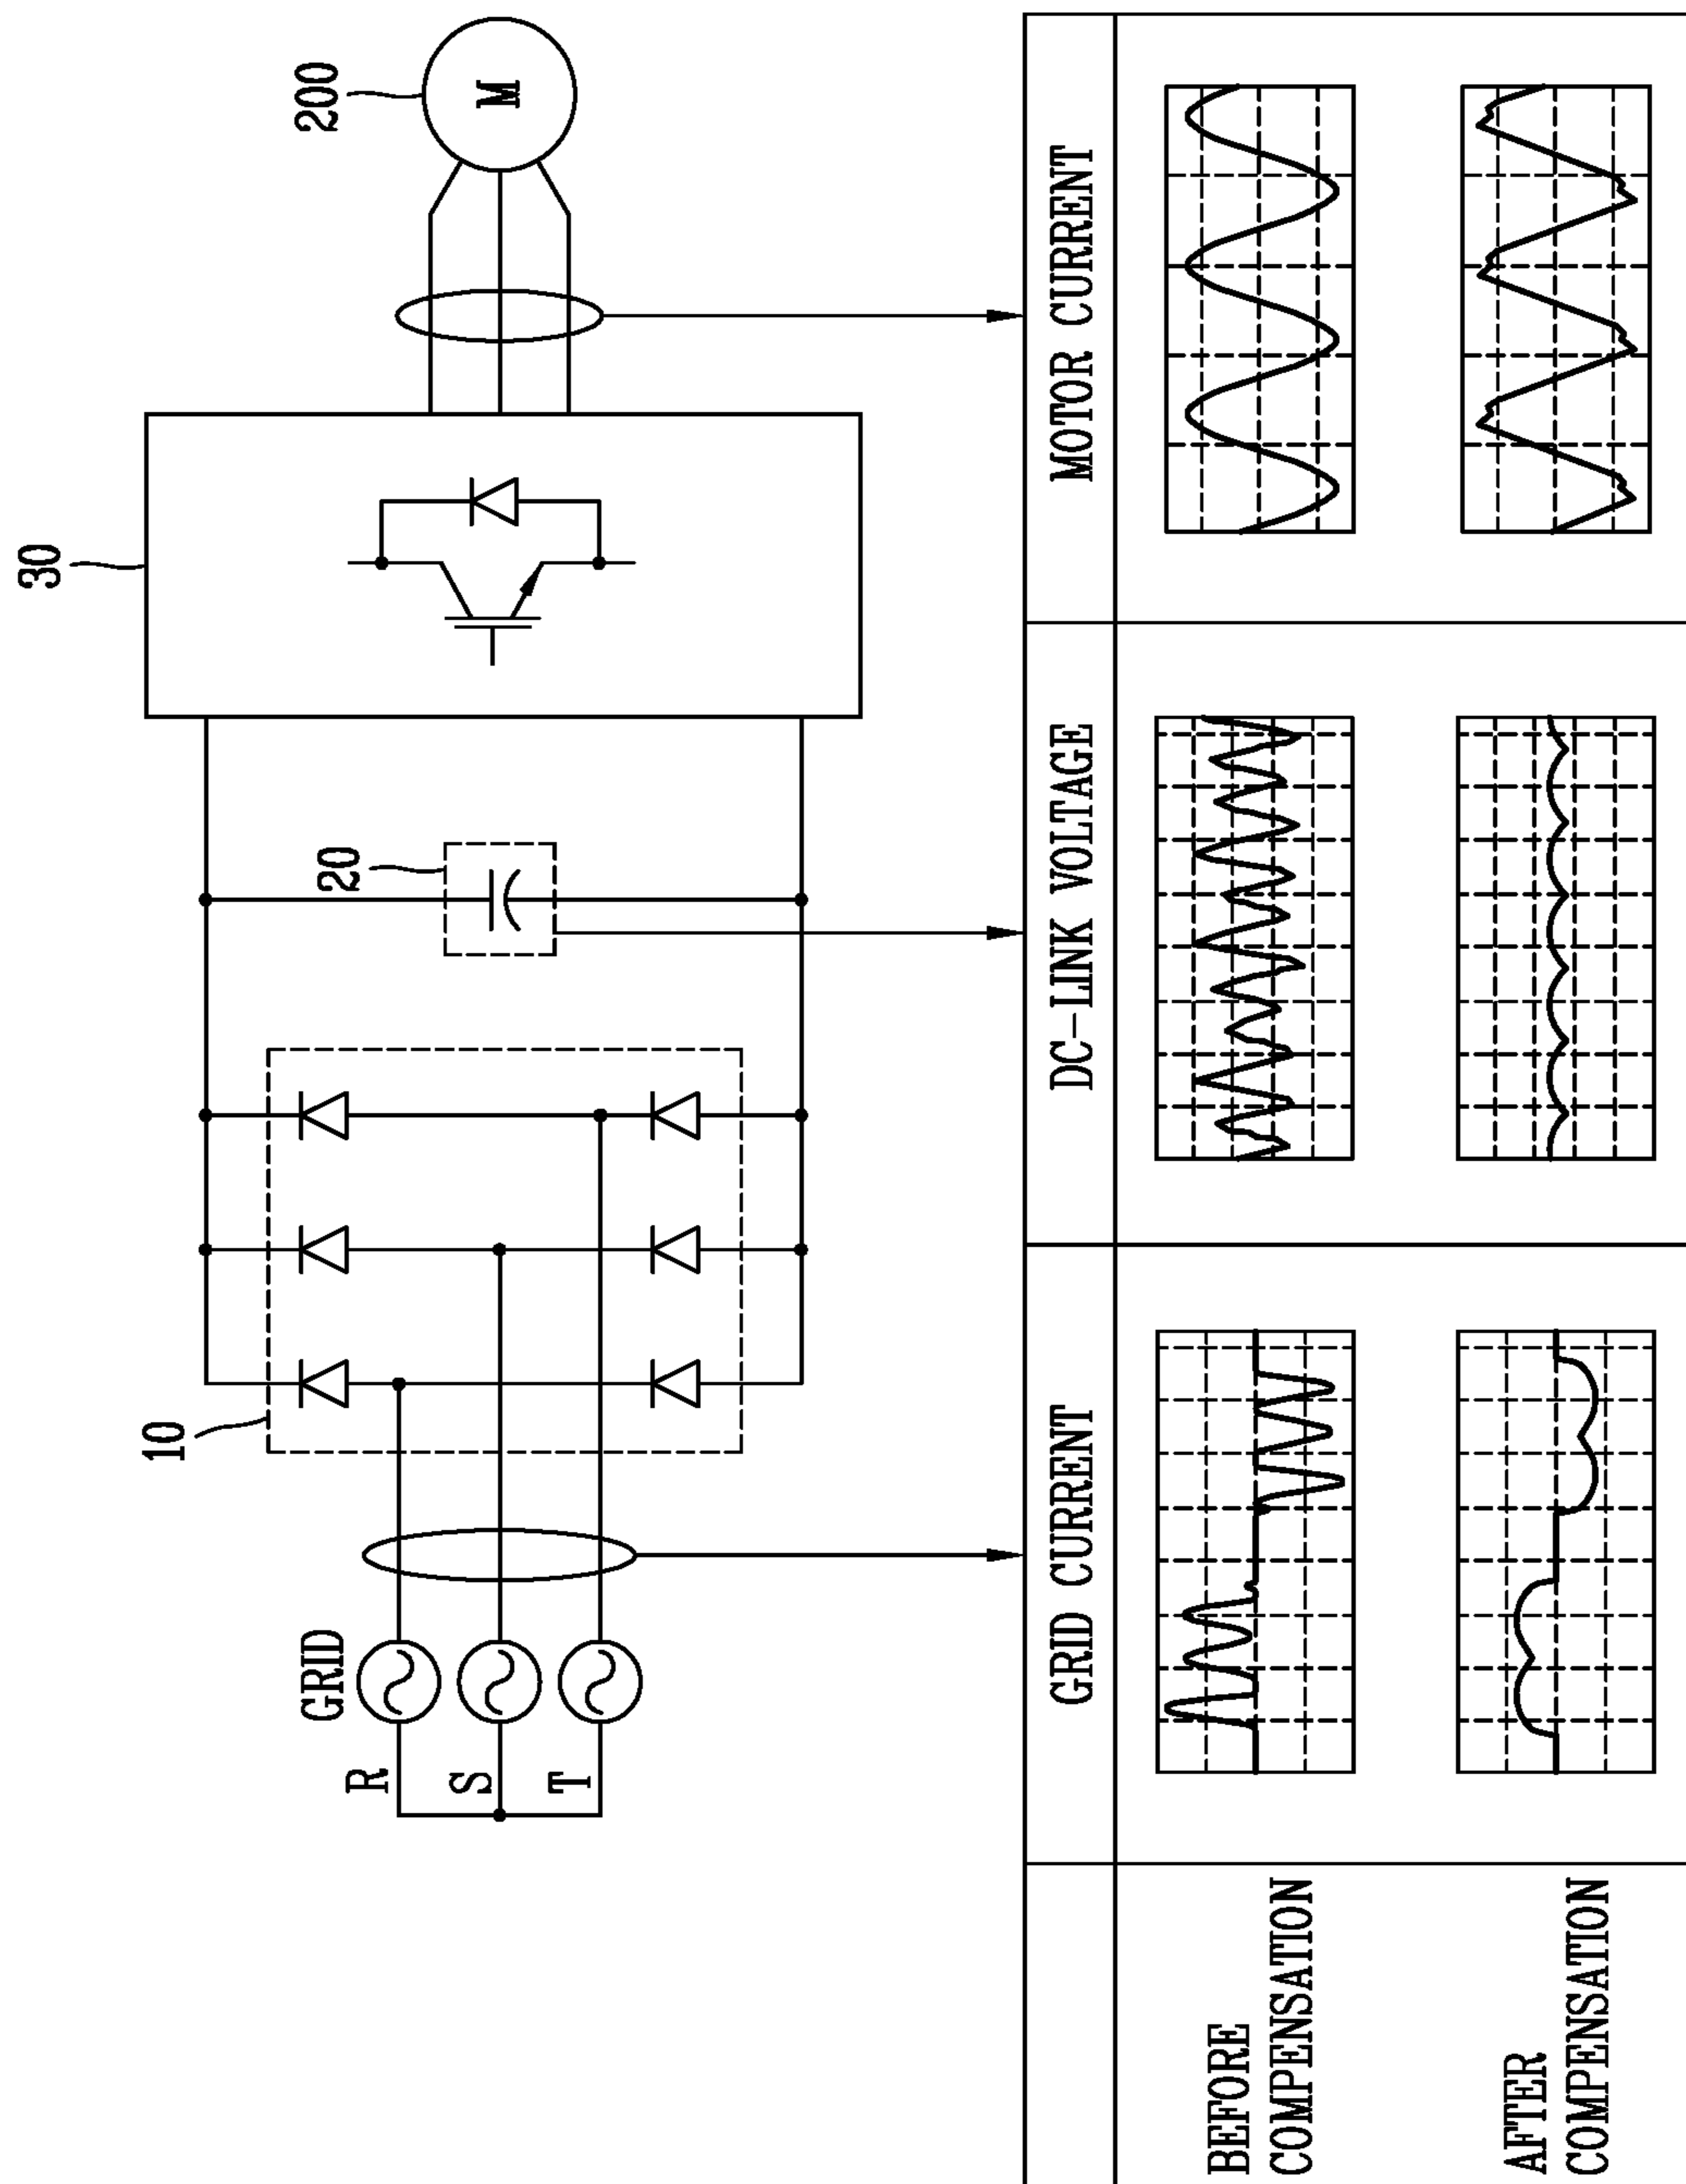 30
200
10
20
GRID
R
S
T
M
GRID CURRENT
DC-LINK VOLTAGE
MOTOR CURRENT
BEFORE
COMPENSATION
AFTER
COMPENSATION